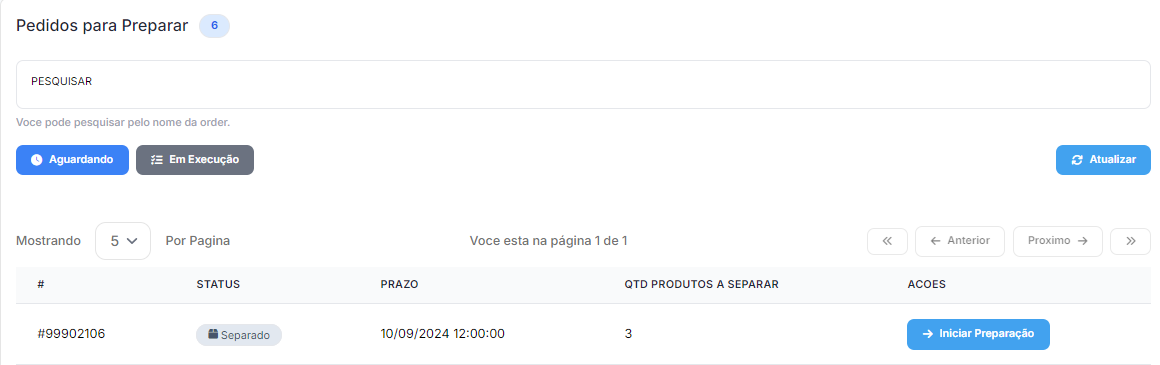 Pedidos para Preparar 6
PESQUISAR
Voce pode pesquisar pelo nome da order.
Aguardando Em Execução Atualizar
Mostrando 5 Por Pagina Voce esta na página 1 de 1 « ← Anterior Proximo → »
# STATUS PRAZO QTD PRODUTOS A SEPARAR ACOES
#99902106 Separado 10/09/2024 12:00:00 3 → Iniciar Preparação